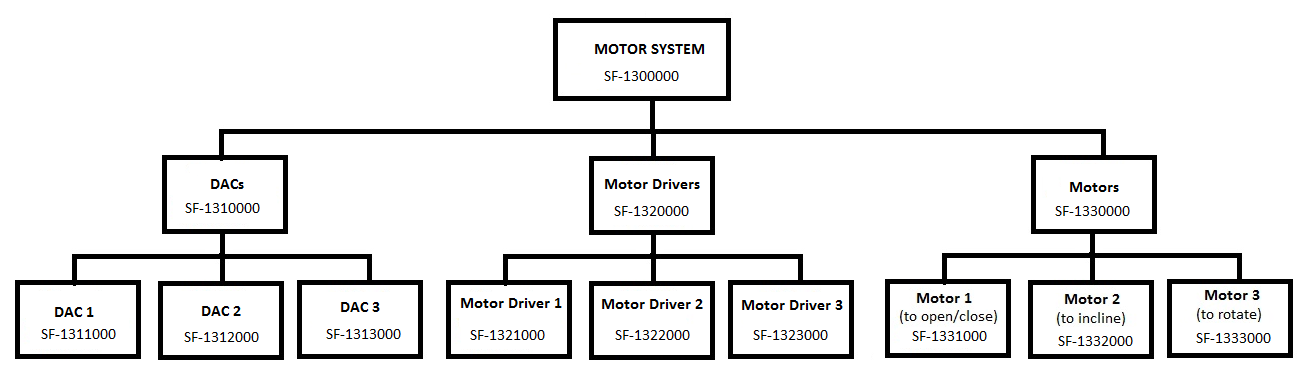 MOTOR SYSTEM
SF-1300000
DACs
SF-1310000
Motor Drivers
SF-1320000
Motors
SF-1330000
DAC 1
SF-1311000
DAC 2
SF-1312000
DAC 3
SF-1313000
Motor Driver 1
SF-1321000
Motor Driver 2
SF-1322000
Motor Driver 3
SF-1323000
Motor 1
(to open/close)
SF-1331000
Motor 2
(to incline)
SF-1332000
Motor 3
(to rotate)
SF-1333000